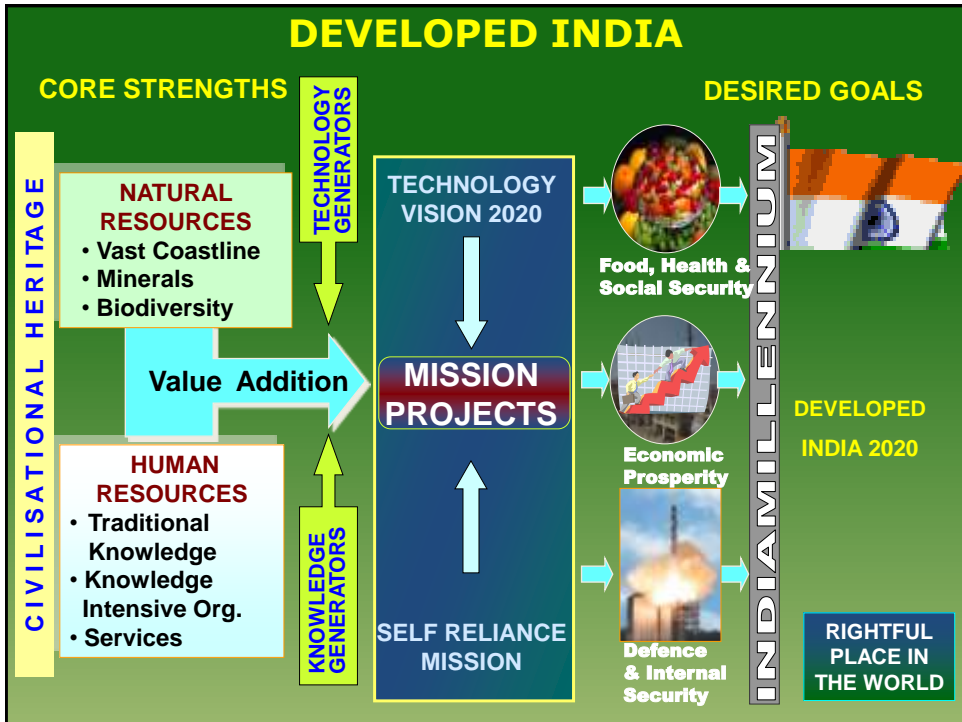 DEVELOPED INDIA
CORE STRENGTHS
DESIRED GOALS
CIVILISATIONAL HERITAGE
NATURAL
RESOURCES
• Vast Coastline
• Minerals
• Biodiversity
Value Addition
HUMAN
RESOURCES
• Traditional
Knowledge
• Knowledge
Intensive Org.
• Services
TECHNOLOGY
GENERATORS
KNOWLEDGE
GENERATORS
TECHNOLOGY
VISION 2020
MISSION
PROJECTS
SELF RELIANCE
MISSION
Food, Health &
Social Security
Economic
Prosperity
Defence
& Internal
Security
INDIAMILLENNIUM
DEVELOPED
INDIA 2020
RIGHTFUL
PLACE IN
THE WORLD